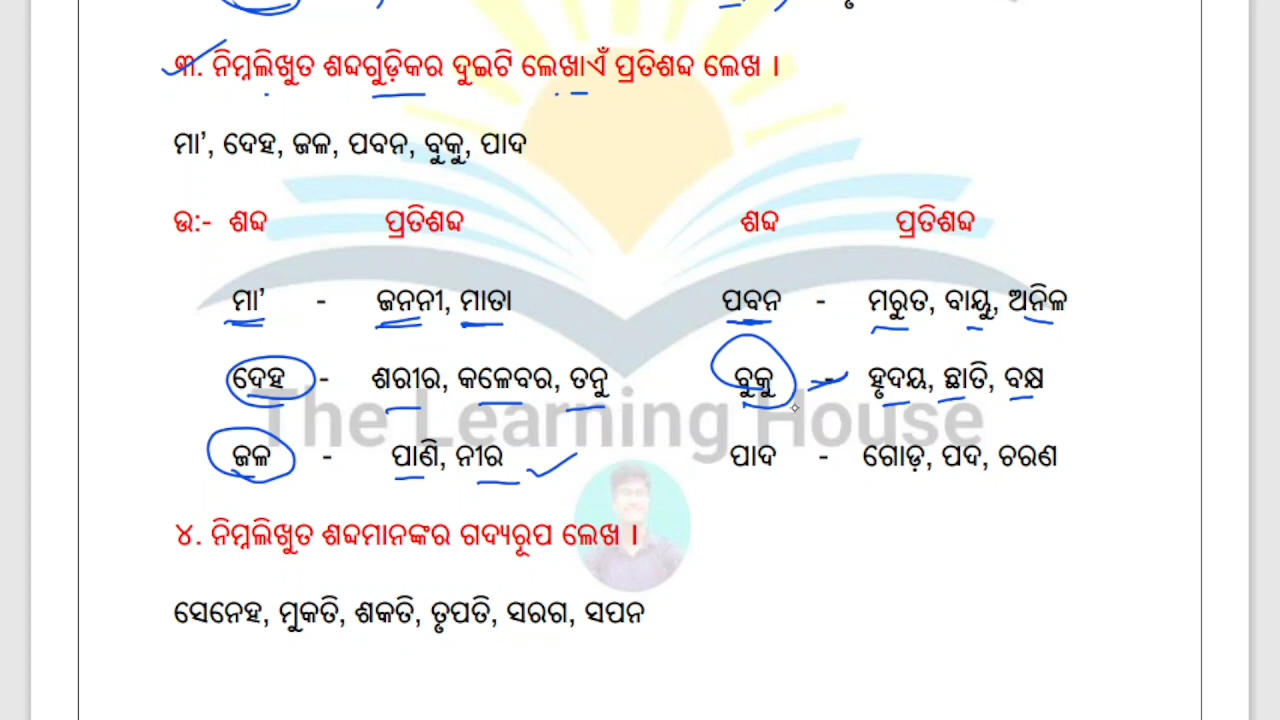 ୩. ନିମ୍ନଲିଖୁତ ଶବ୍ଦଗୁଡ଼ିକର ଦୁଇଟି ଲେଖାଏଁ ପ୍ରତିଶବ୍ଦ ଲେଖ ।
ମା’, ଦେହ, ଜଳ, ପବନ, ବୁକୁ, ପାଦ
ଉ:- ଶବ୍ଦ ପ୍ରତିଶବ୍ଦ ଶବ୍ଦ ପ୍ରତିଶବ୍ଦ
ମା’ - ଜନନୀ, ମାତା ପବନ - ମରୁତ, ବାୟୁ, ଅନିଳ
ଦେହ - ଶରୀର, କଳେବର, ତନୁ ବୁକୁ - ହୃଦୟ, ଛାତି, ବକ୍ଷ
The Learning House
ଜଳ - ପାଣି, ନୀର ପାଦ - ଗୋଡ଼, ପଦ, ଚରଣ
୪. ନିମ୍ନଲିଖୁତ ଶବ୍ଦମାନଙ୍କର ଗଦ୍ୟରୂପ ଲେଖ ।
ସେନେହ, ମୁକତି, ଶକତି, ତୃପତି, ସରଗ, ସପନ